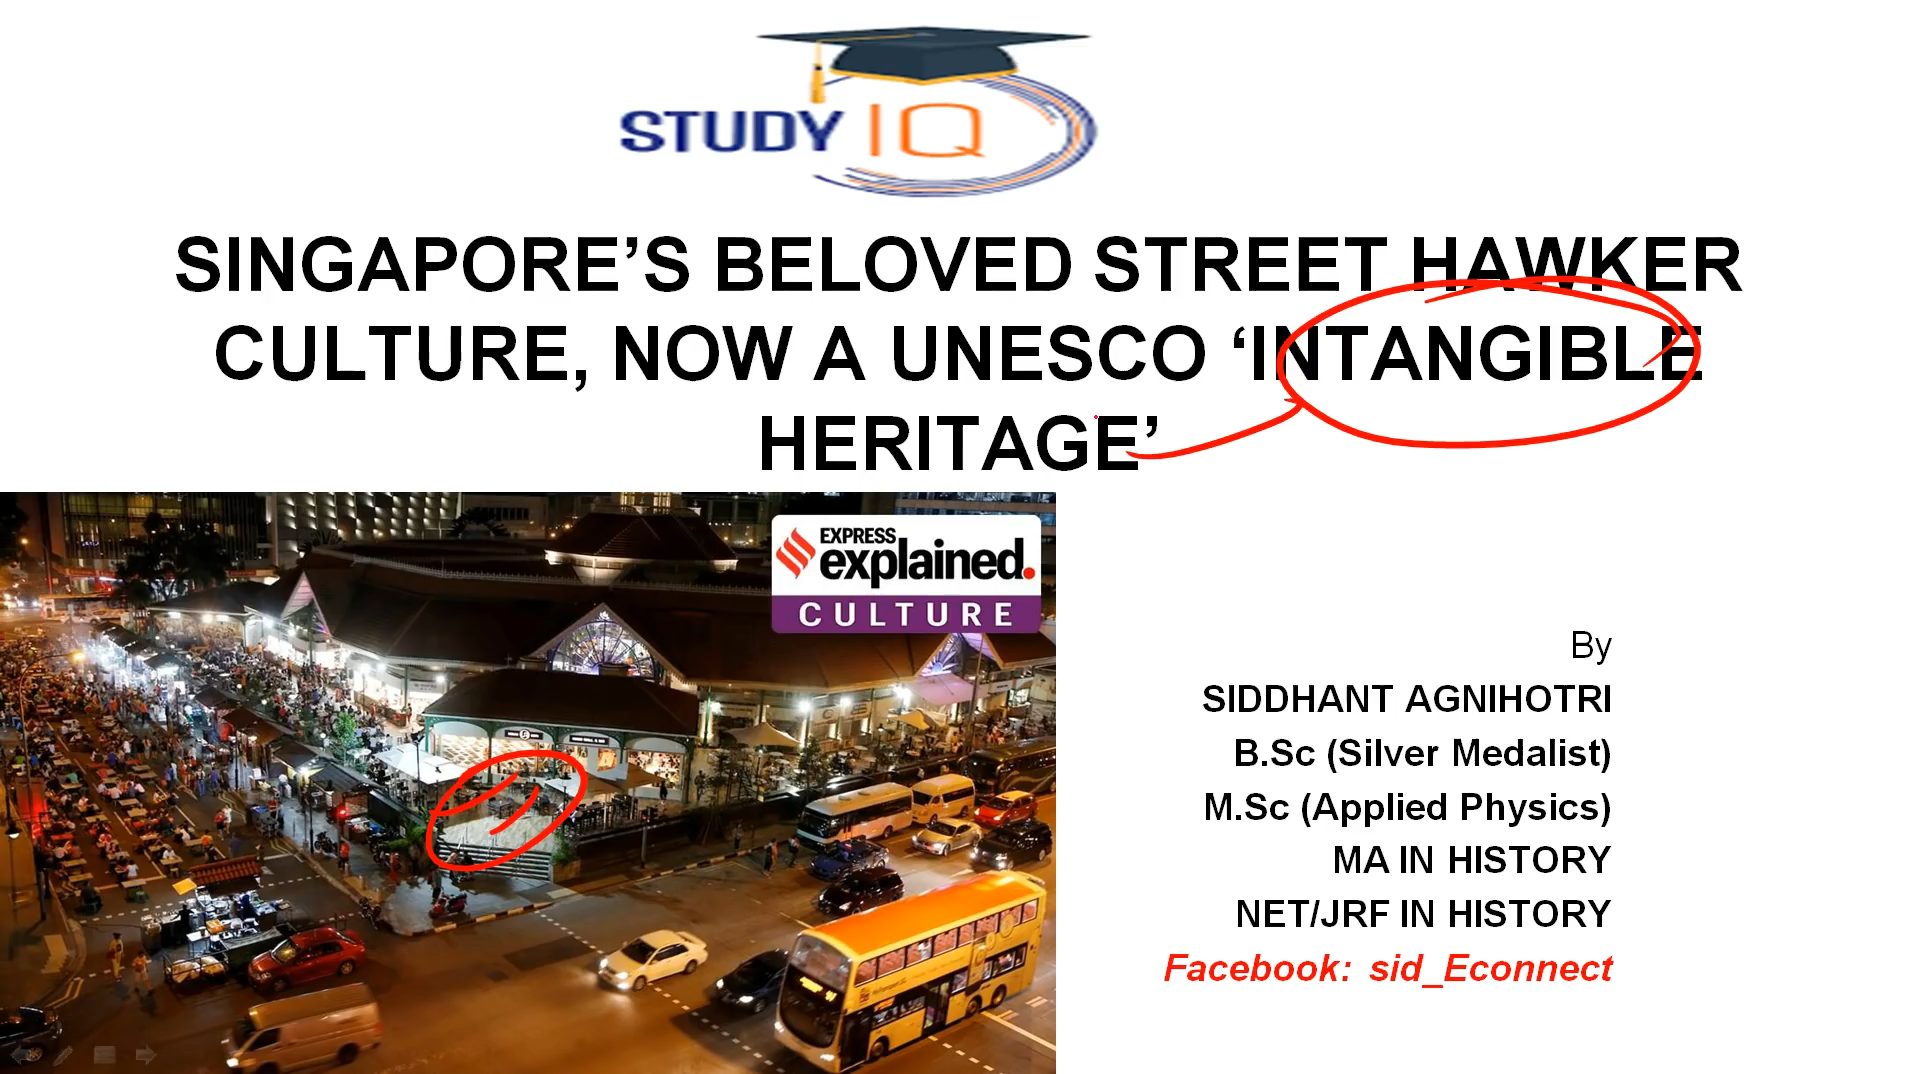 STUDY IQ
SINGAPORE’S BELOVED STREET HAWKER
CULTURE, NOW A UNESCO ‘INTANGIBLE
HERITAGE’
EXPRESS
explained.
CULTURE
By
SIDDHANT AGNIHOTRI
B.Sc (Silver Medalist)
M.Sc (Applied Physics)
MA IN HISTORY
NET/JRF IN HISTORY
Facebook: sid_Econnect